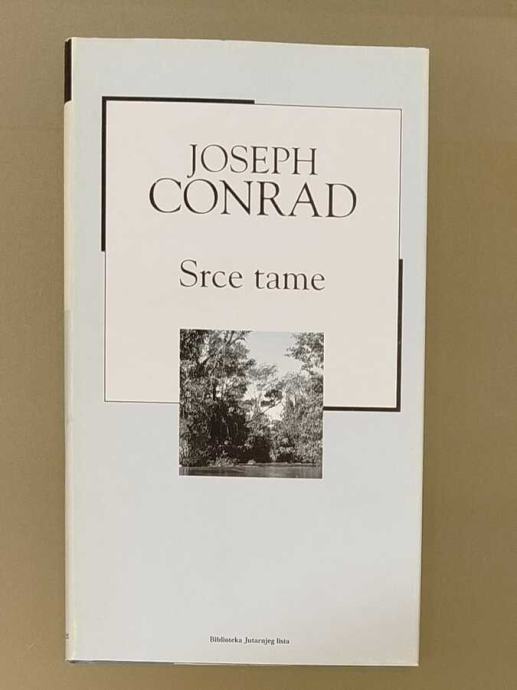 JOSEPH
CONRAD
Srce tame
Biblioteka Jutarnjeg lista